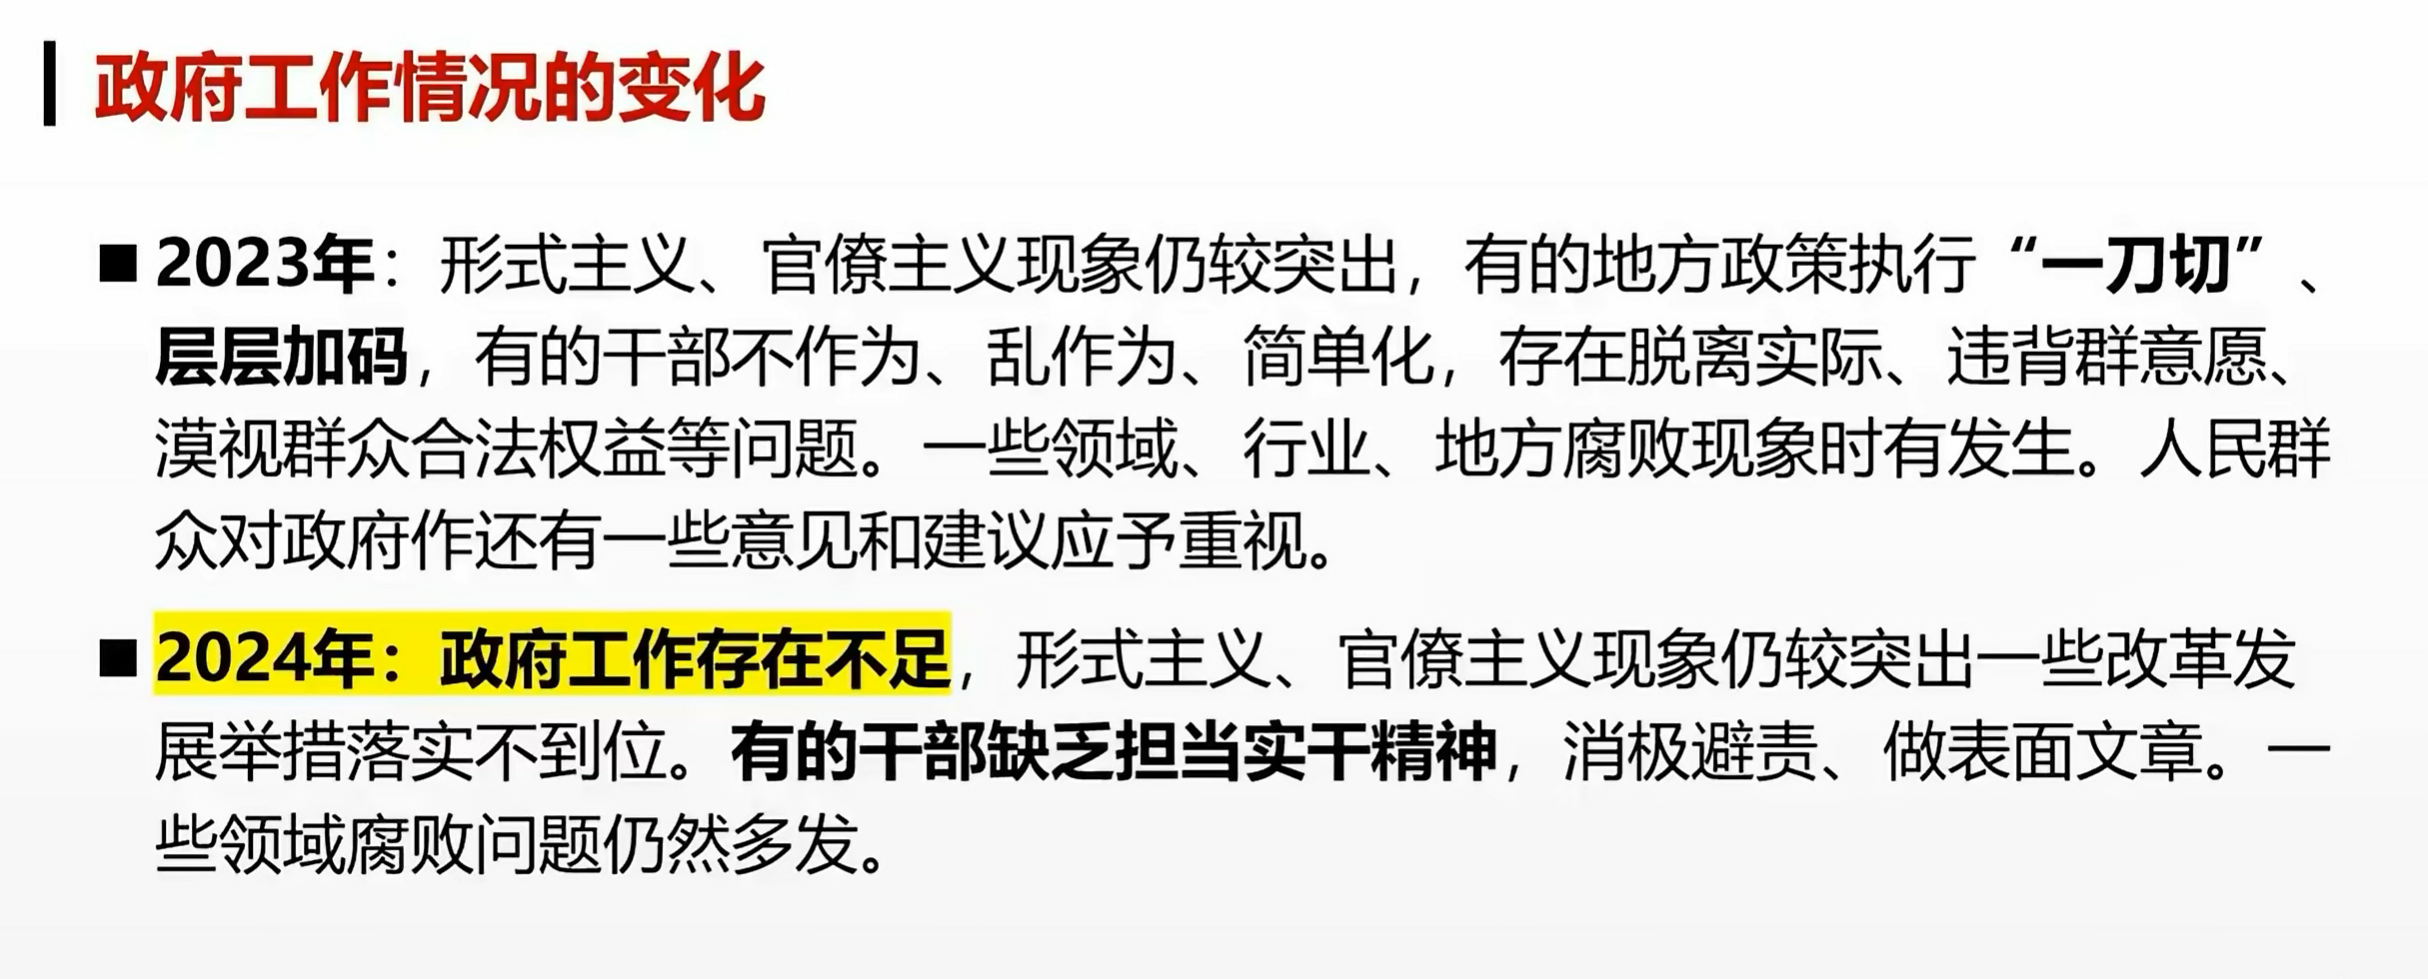 政府工作情况的变化
■ 2023年：形式主义、官僚主义现象仍较突出，有的地方政策执行“一刀切”、
层层加码，有的干部不作为、乱作为、简单化，存在脱离实际、违背群意愿、
漠视群众合法权益等问题。一些领域、行业、地方腐败现象时有发生。人民群
众对政府作还有一些意见和建议应予重视。
■ 2024年：政府工作存在不足，形式主义、官僚主义现象仍较突出一些改革发
展举措落实不到位。有的干部缺乏担当实干精神，消极避责、做表面文章。一
些领域腐败问题仍然多发。